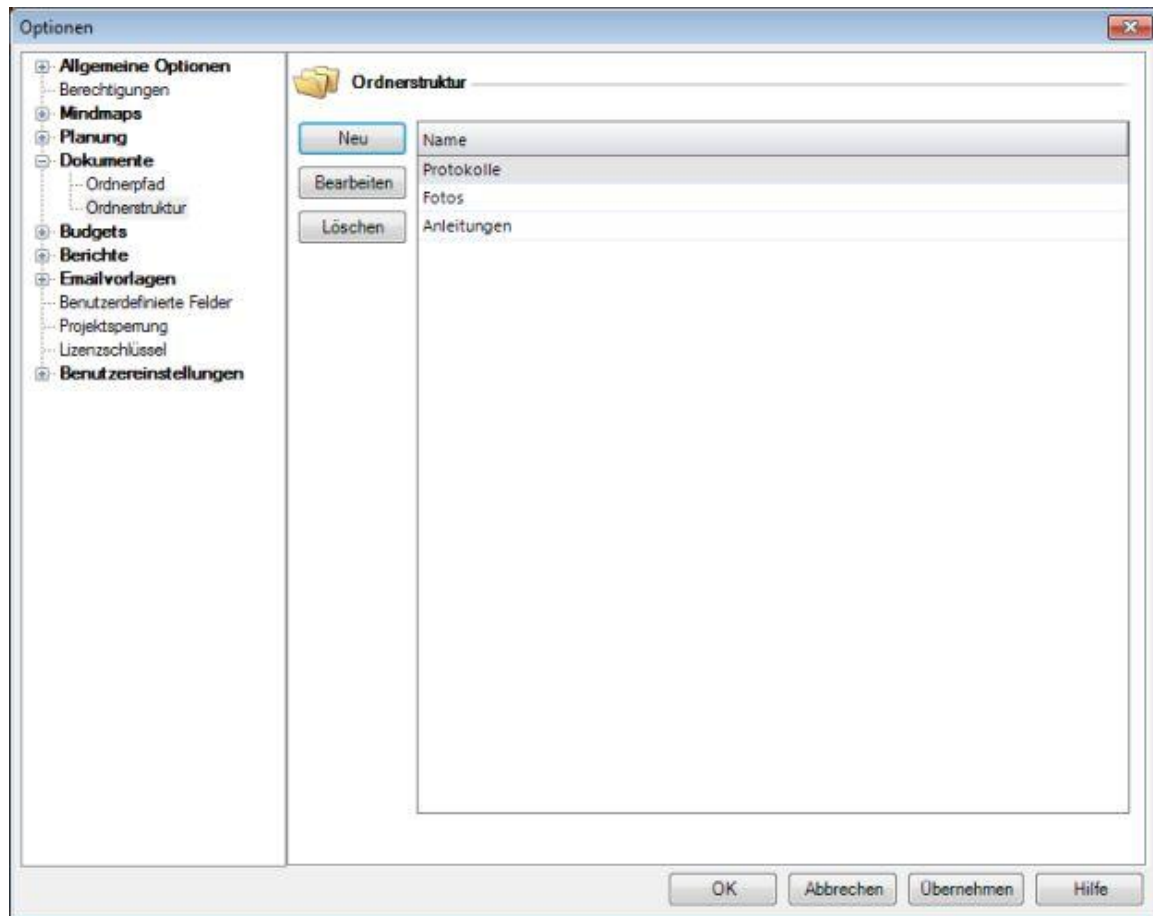 Optionen
Allgemeine Optionen
Berechtigungen
Mindmaps
Planung
Dokumente
Ordnerpfad
Ordnerstruktur
Budgets
Berichte
Emailvorlagen
Benutzerdefinierte Felder
Projektsperrung
Lizenzschlüssel
Benutzereinstellungen
Ordnerstruktur
Neu
Bearbeiten
Löschen
Name
Protokolle
Fotos
Anleitungen
OK
Abbrechen
Übernehmen
Hilfe